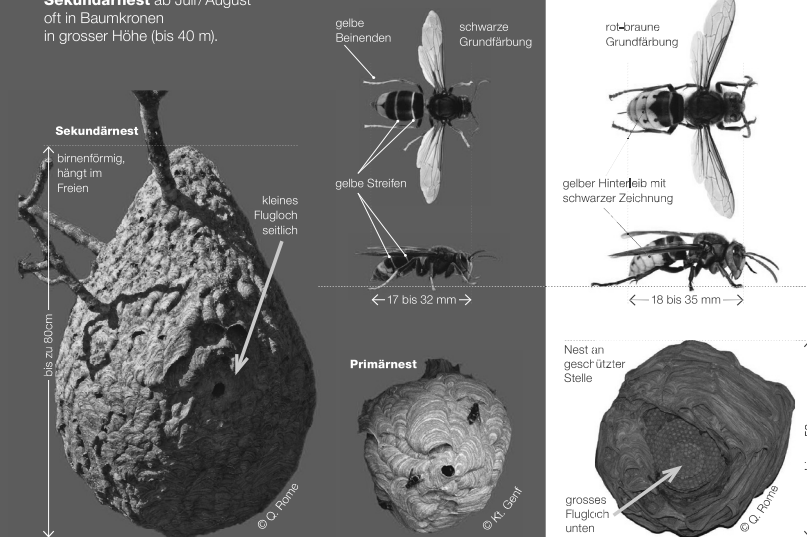 Sekundärnest ab Juli/August
oft in Baumkronen
in grosser Höhe (bis 40 m).
gelbe
Beinenden
schwarze
Grundfärbung
rot-braune
Grundfärbung
Sekundärnest
birnenförmig,
hängt im
Freien
kleines
Flugloch
seitlich
bis zu 80cm
gelbe Streifen
gelber Hinterleib mit
schwarzer Zeichnung
17 bis 32 mm
18 bis 35 mm
Primärnest
Nest an
geschützter
Stelle
grosses
Flugloch
unten
© Q. Rome
© Kt. Genf
© Q. Rome